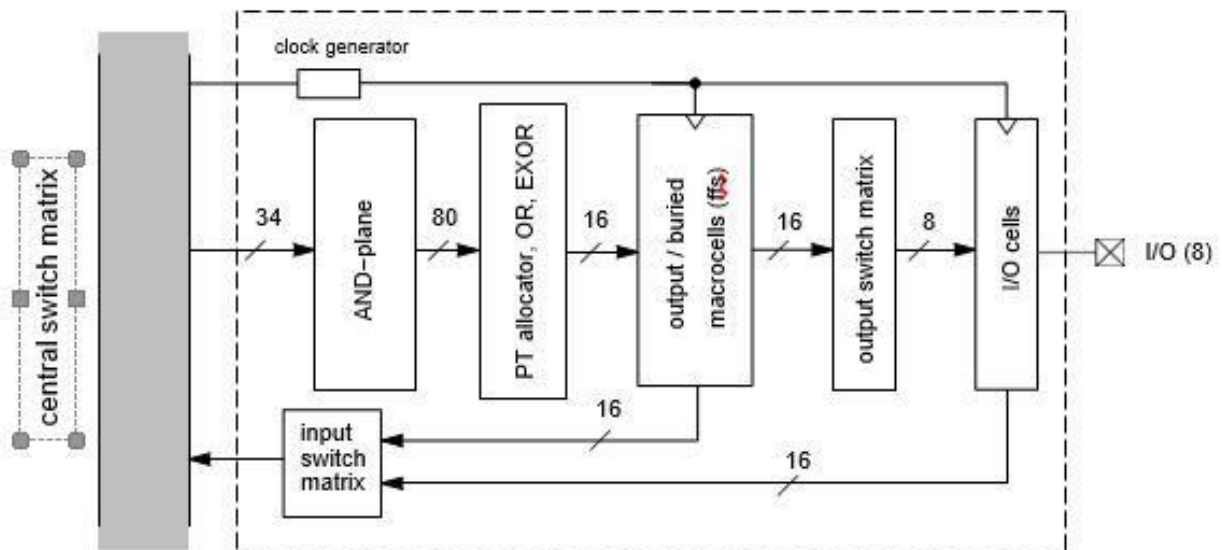 clock generator
central switch matrix
34
AND-plane
80
PT allocator, OR, EXOR
16
output / buried
macrocells (ffs)
16
output switch matrix
8
I/O cells
I/O (8)
16
input
switch
matrix
16